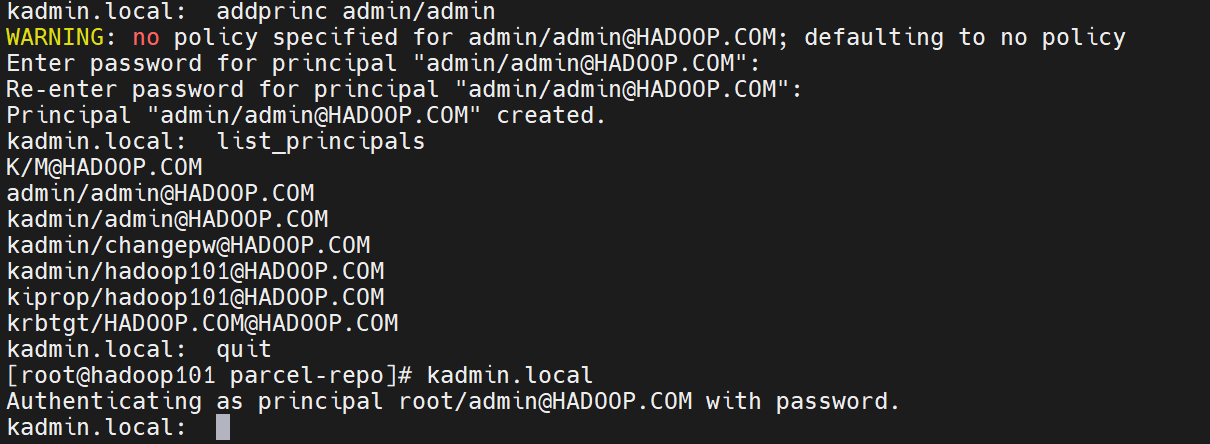 kadmin.local:  addprinc admin/admin
WARNING: no policy specified for admin/admin@HADOOP.COM; defaulting to no policy
Enter password for principal "admin/admin@HADOOP.COM":
Re-enter password for principal "admin/admin@HADOOP.COM":
Principal "admin/admin@HADOOP.COM" created.
kadmin.local:  list_principals
K/M@HADOOP.COM
admin/admin@HADOOP.COM
kadmin/admin@HADOOP.COM
kadmin/changepw@HADOOP.COM
kadmin/hadoop101@HADOOP.COM
kiprop/hadoop101@HADOOP.COM
krbtgt/HADOOP.COM@HADOOP.COM
kadmin.local:  quit
[root@hadoop101 parcel-repo]# kadmin.local
Authenticating as principal root/admin@HADOOP.COM with password.
kadmin.local: